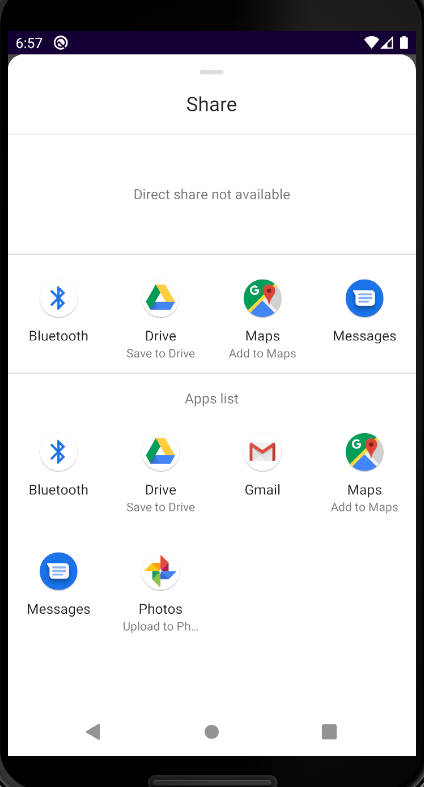 6:57
Share
Direct share not available
Bluetooth
Drive
Maps
Messages
Save to Drive
Add to Maps
Apps list
Bluetooth
Drive
Gmail
Maps
Save to Drive
Add to Maps
Messages
Photos
Upload to Ph...